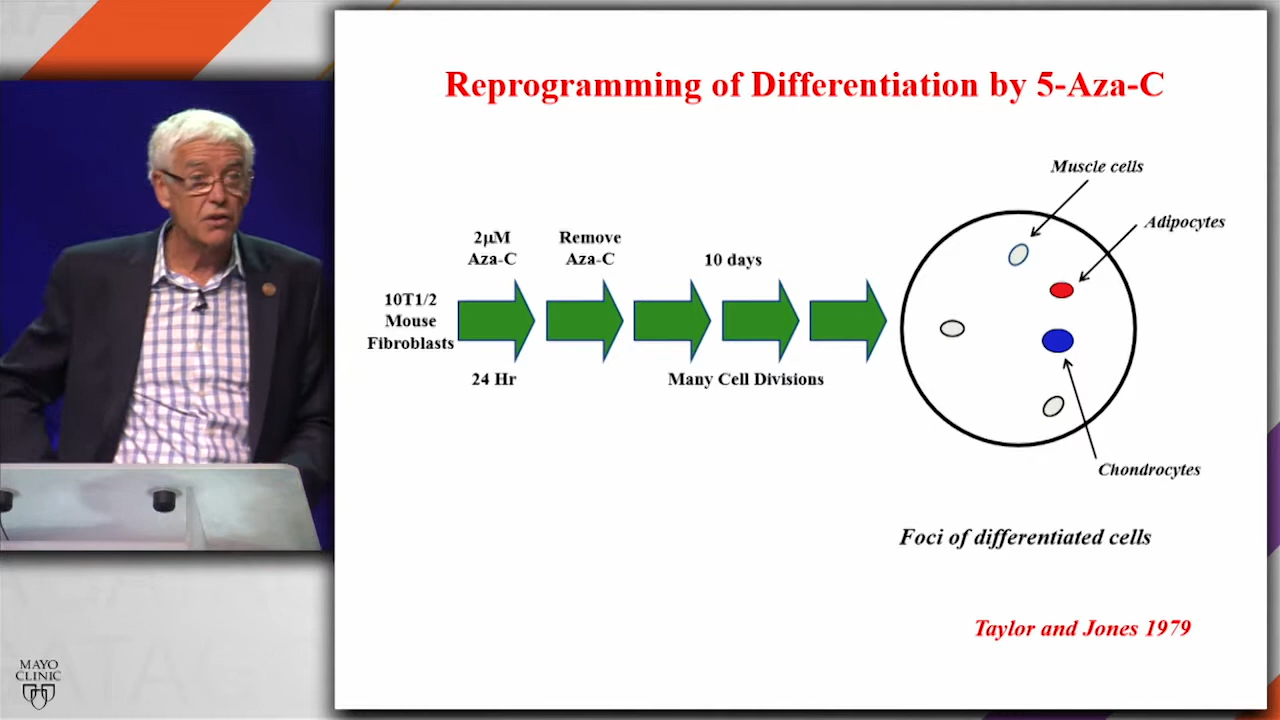 Reprogramming of Differentiation by 5-Aza-C
Muscle cells
Adipocytes
2µM
Aza-C
Remove
Aza-C
10 days
10T1/2
Mouse
Fibroblasts
24 Hr
Many Cell Divisions
Chondrocytes
Foci of differentiated cells
Taylor and Jones 1979
MAYO
CLINIC